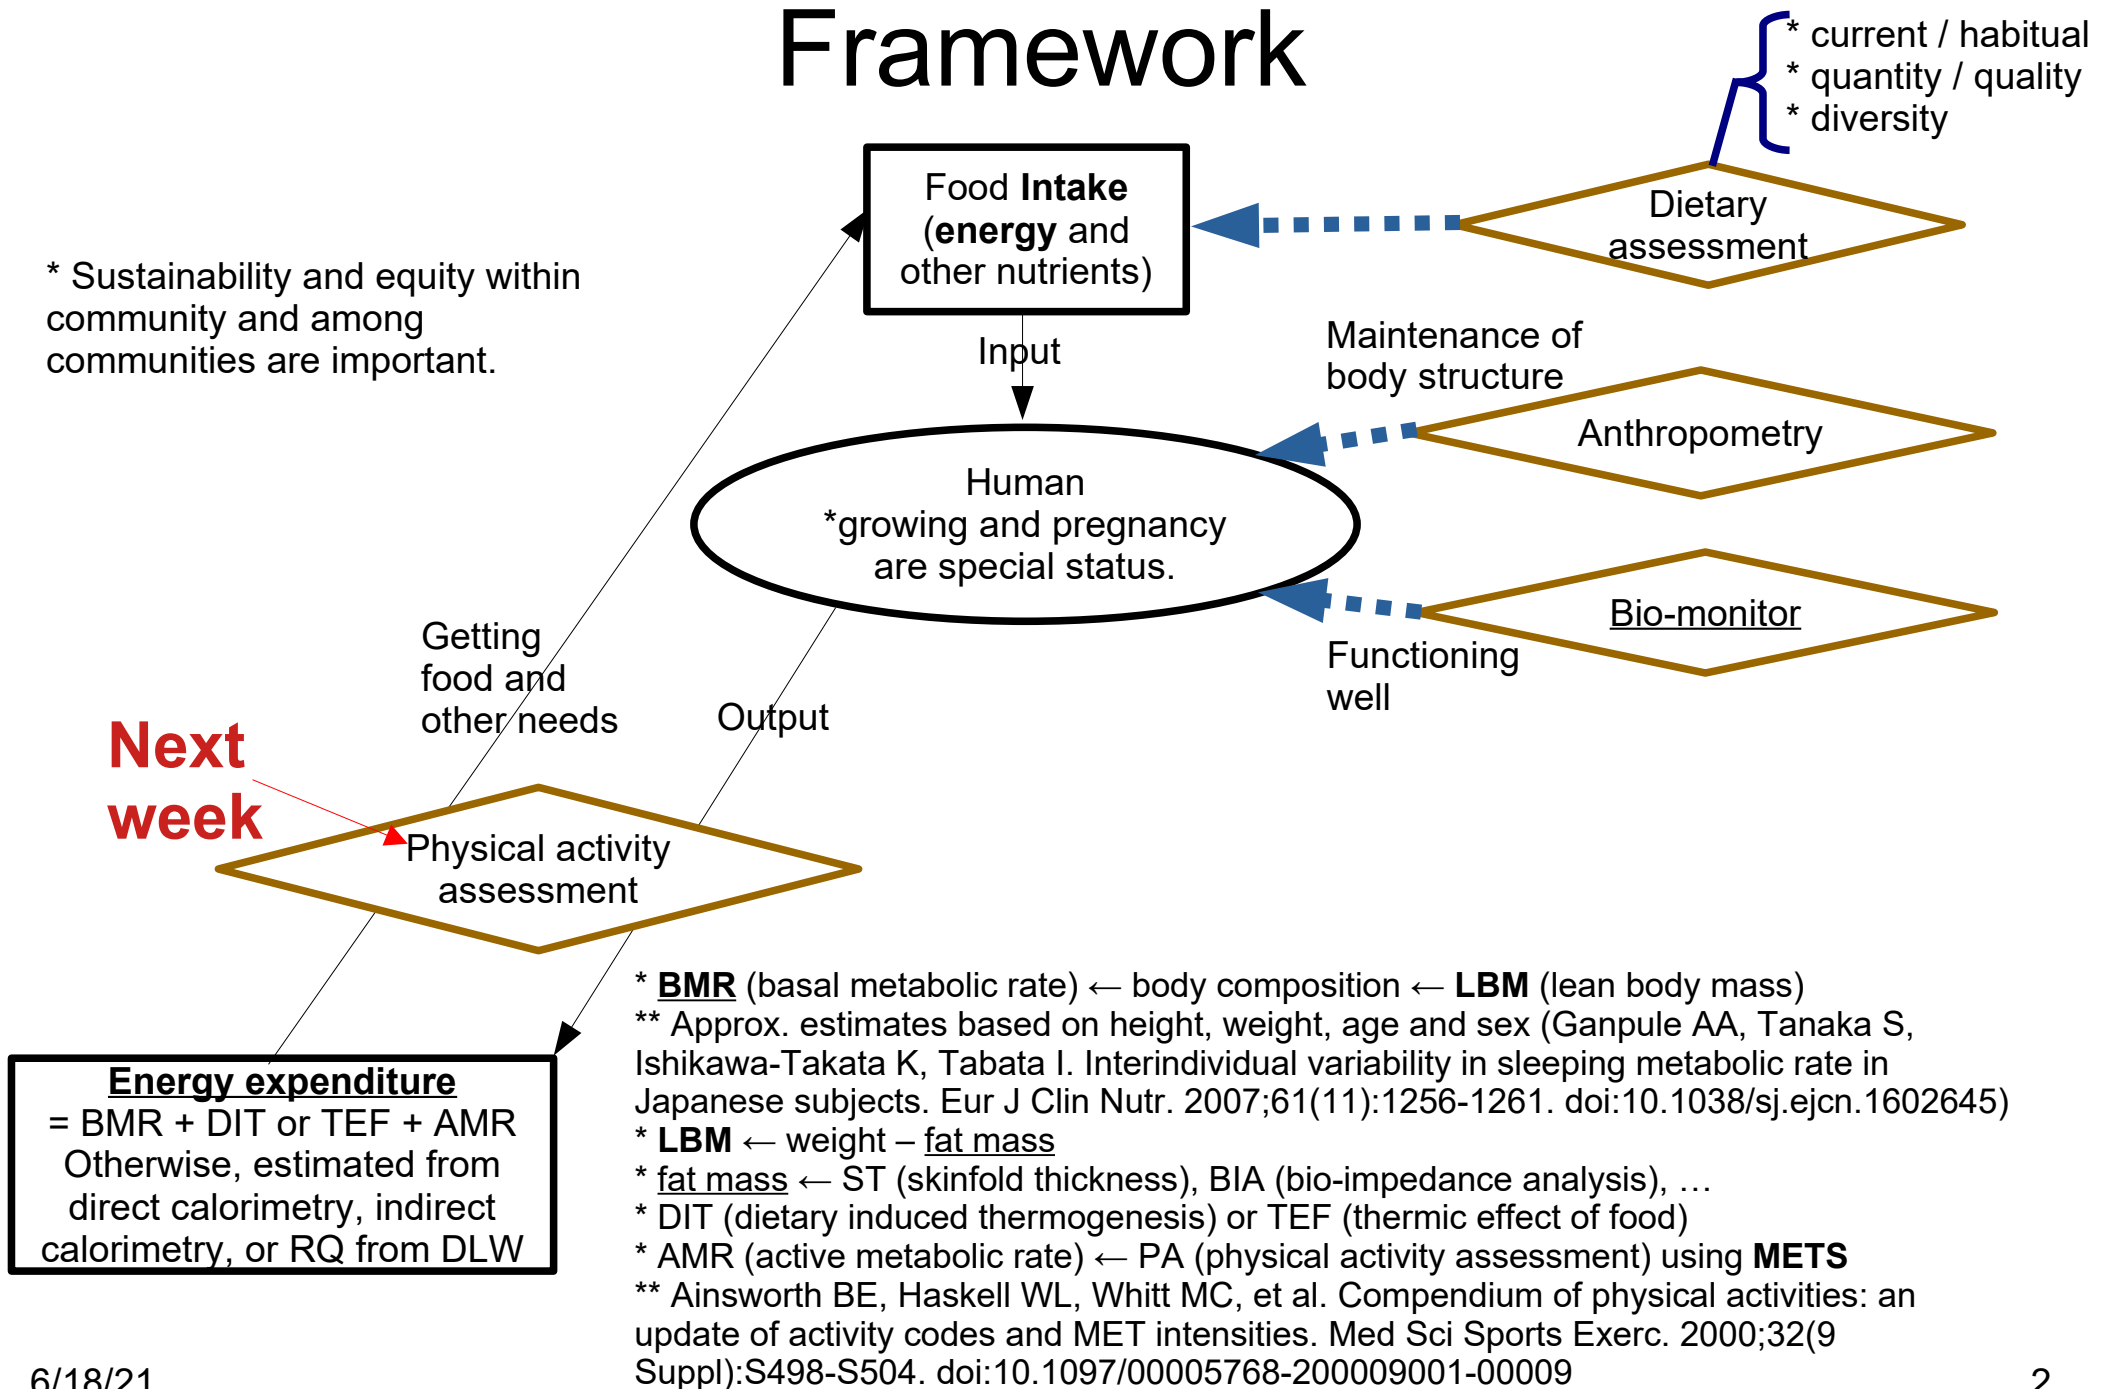 Framework
* current / habitual
* quantity / quality
* diversity
Food Intake
(energy and
other nutrients)
Dietary
assessment
* Sustainability and equity within
community and among
communities are important.
Input
Maintenance of
body structure
Anthropometry
Human
*growing and pregnancy
are special status.
Bio-monitor
Functioning
well
Getting
food and
other needs
Output
Next
week
Physical activity
assessment
Energy expenditure
= BMR + DIT or TEF + AMR
Otherwise, estimated from
direct calorimetry, indirect
calorimetry, or RQ from DLW
* BMR (basal metabolic rate) ← body composition ← LBM (lean body mass)
** Approx. estimates based on height, weight, age and sex (Ganpule AA, Tanaka S,
Ishikawa-Takata K, Tabata I. Interindividual variability in sleeping metabolic rate in
Japanese subjects. Eur J Clin Nutr. 2007;61(11):1256-1261. doi:10.1038/sj.ejcn.1602645)
* LBM ← weight – fat mass
* fat mass ← ST (skinfold thickness), BIA (bio-impedance analysis), …
* DIT (dietary induced thermogenesis) or TEF (thermic effect of food)
* AMR (active metabolic rate) ← PA (physical activity assessment) using METS
** Ainsworth BE, Haskell WL, Whitt MC, et al. Compendium of physical activities: an
update of activity codes and MET intensities. Med Sci Sports Exerc. 2000;32(9
Suppl):S498-S504. doi:10.1097/00005768-200009001-00009
6/18/21
2